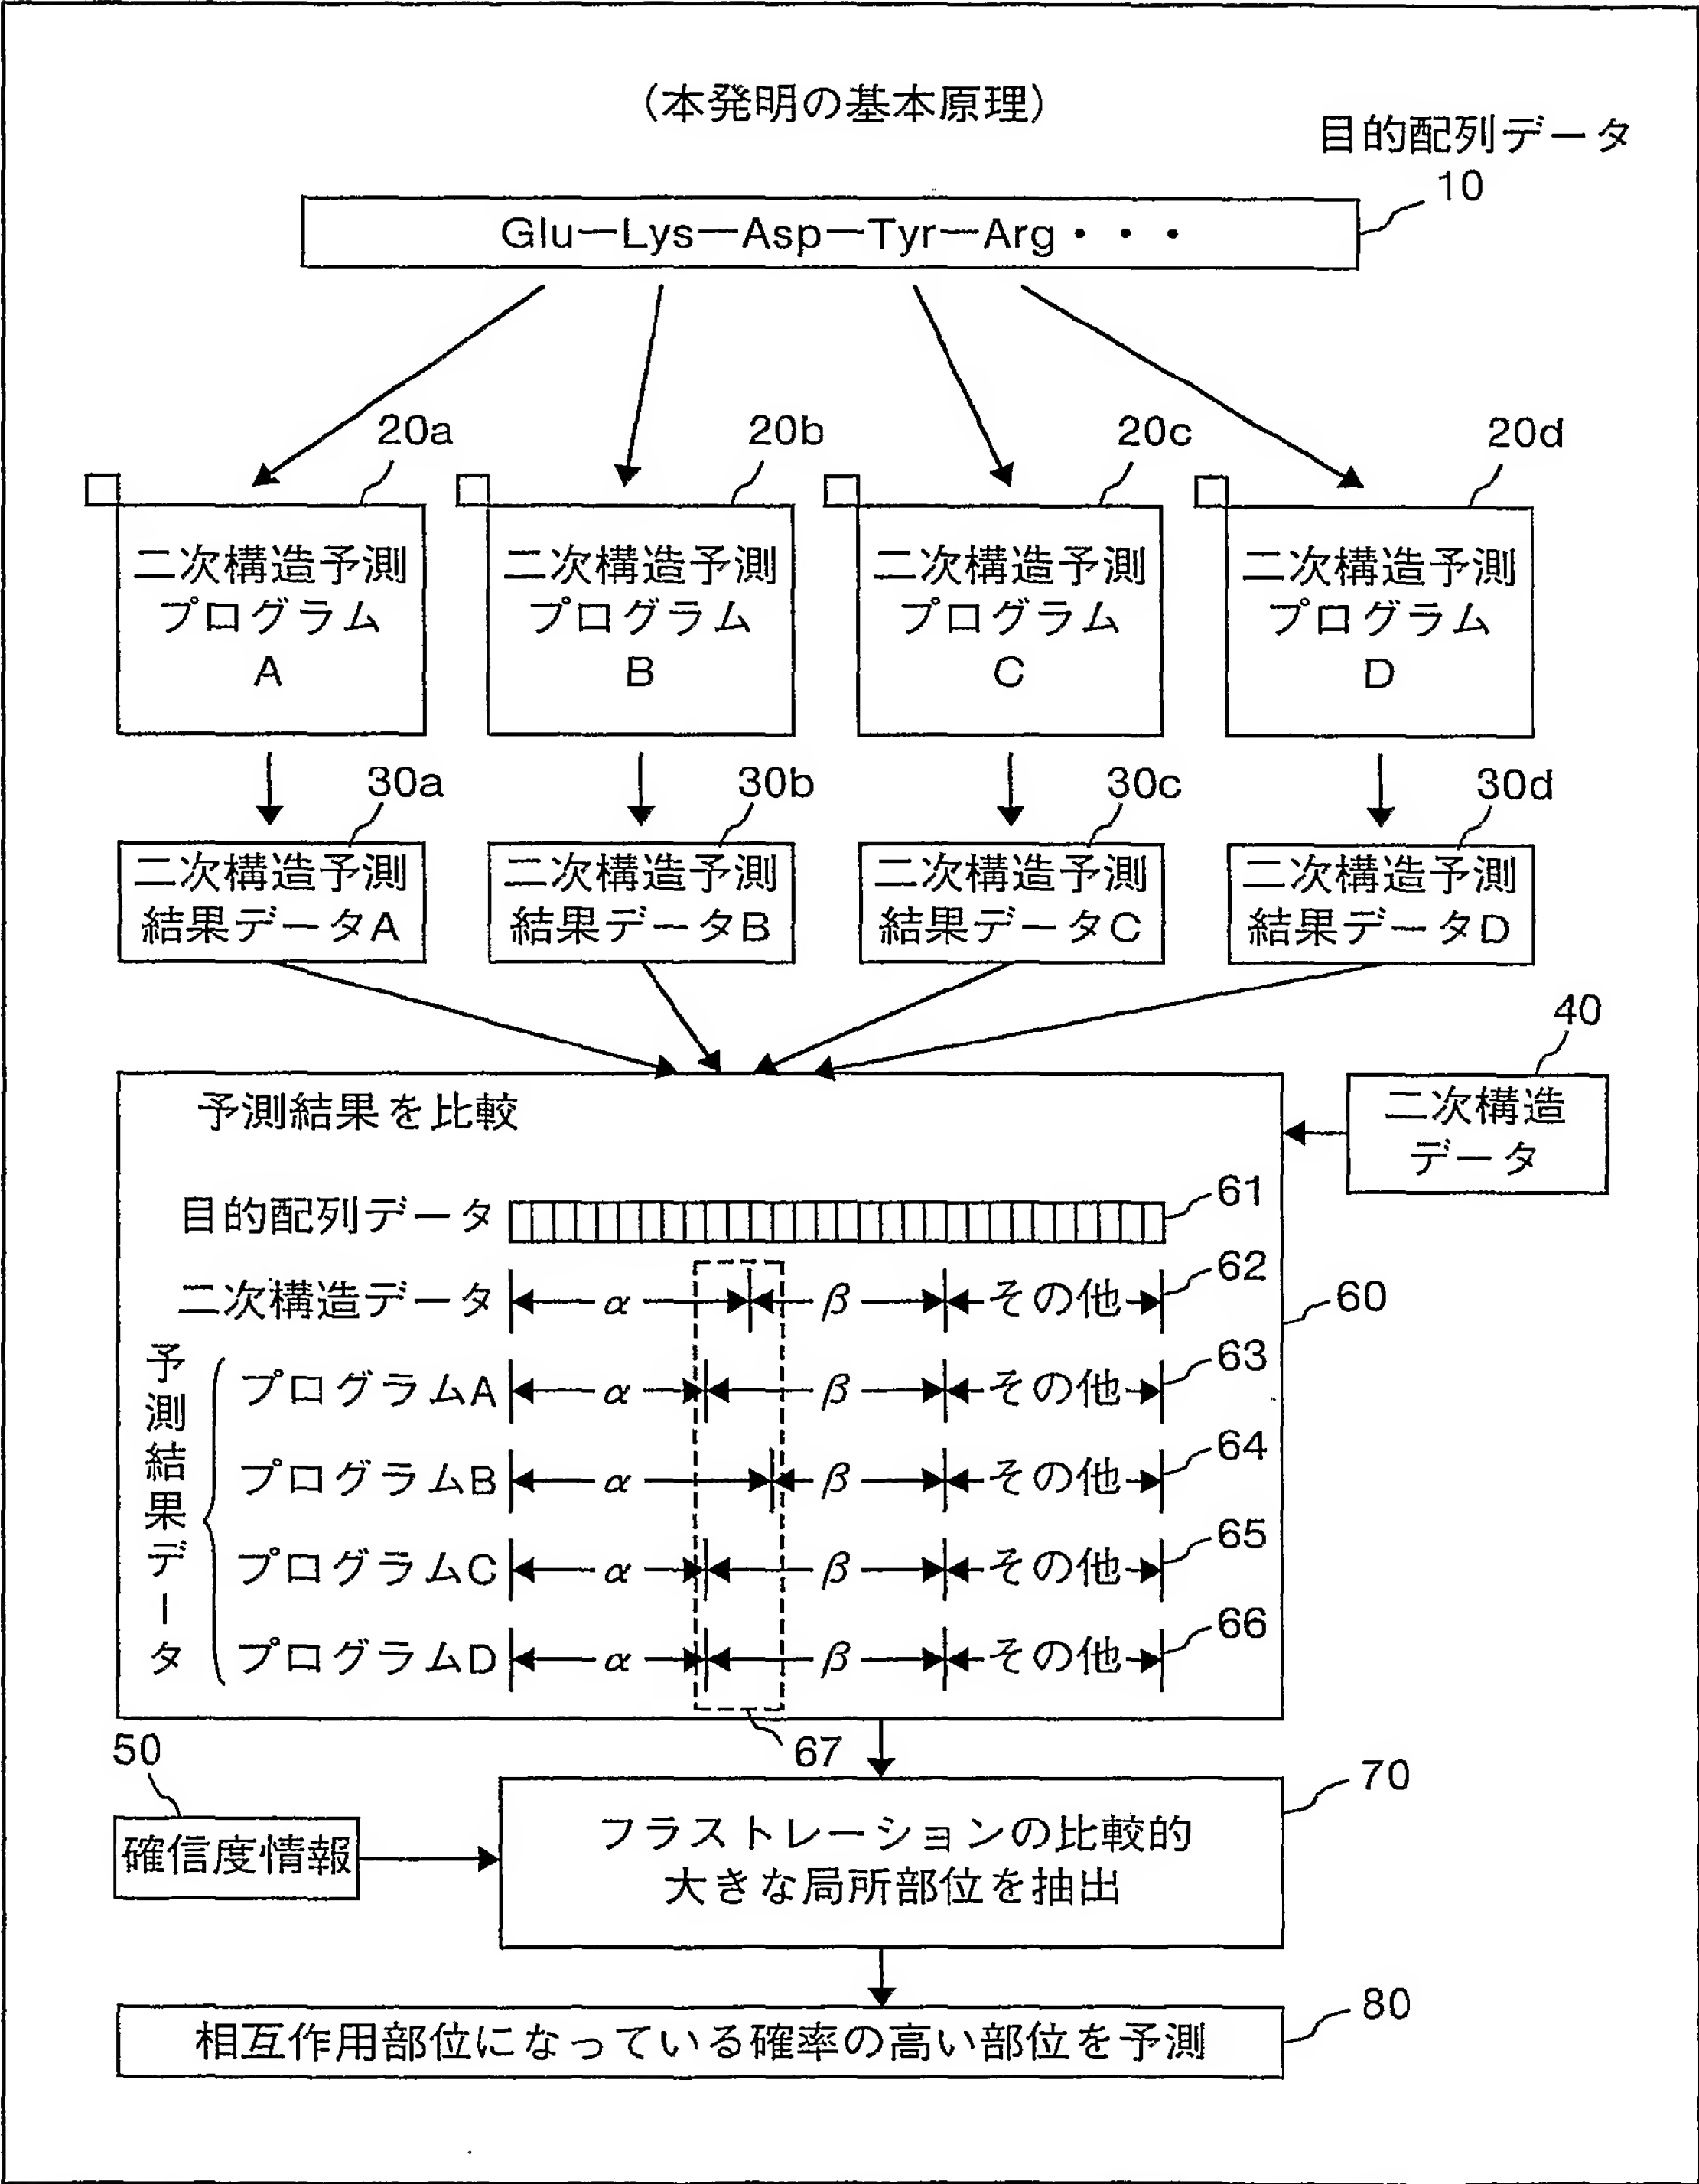 (本発明の基本原理)
目的配列データ
10
Glu—Lys—Asp—Tyr—Arg・・・
20a
20b
20c
20d
二次構造予測
プログラム
A
二次構造予測
プログラム
B
二次構造予測
プログラム
C
二次構造予測
プログラム
D
30a
30b
30c
30d
二次構造予測
結果データA
二次構造予測
結果データB
二次構造予測
結果データC
二次構造予測
結果データD
40
二次構造
データ
予測結果を比較
目的配列データ
61
二次構造データ
α
β
その他
62
60
予測結果データ
プログラムA
α
β
その他
63
プログラムB
α
β
その他
64
プログラムC
α
β
その他
65
プログラムD
α
β
その他
66
67
50
確信度情報
70
フラストレーションの比較的
大きな局所部位を抽出
80
相互作用部位になっている確率の高い部位を予測